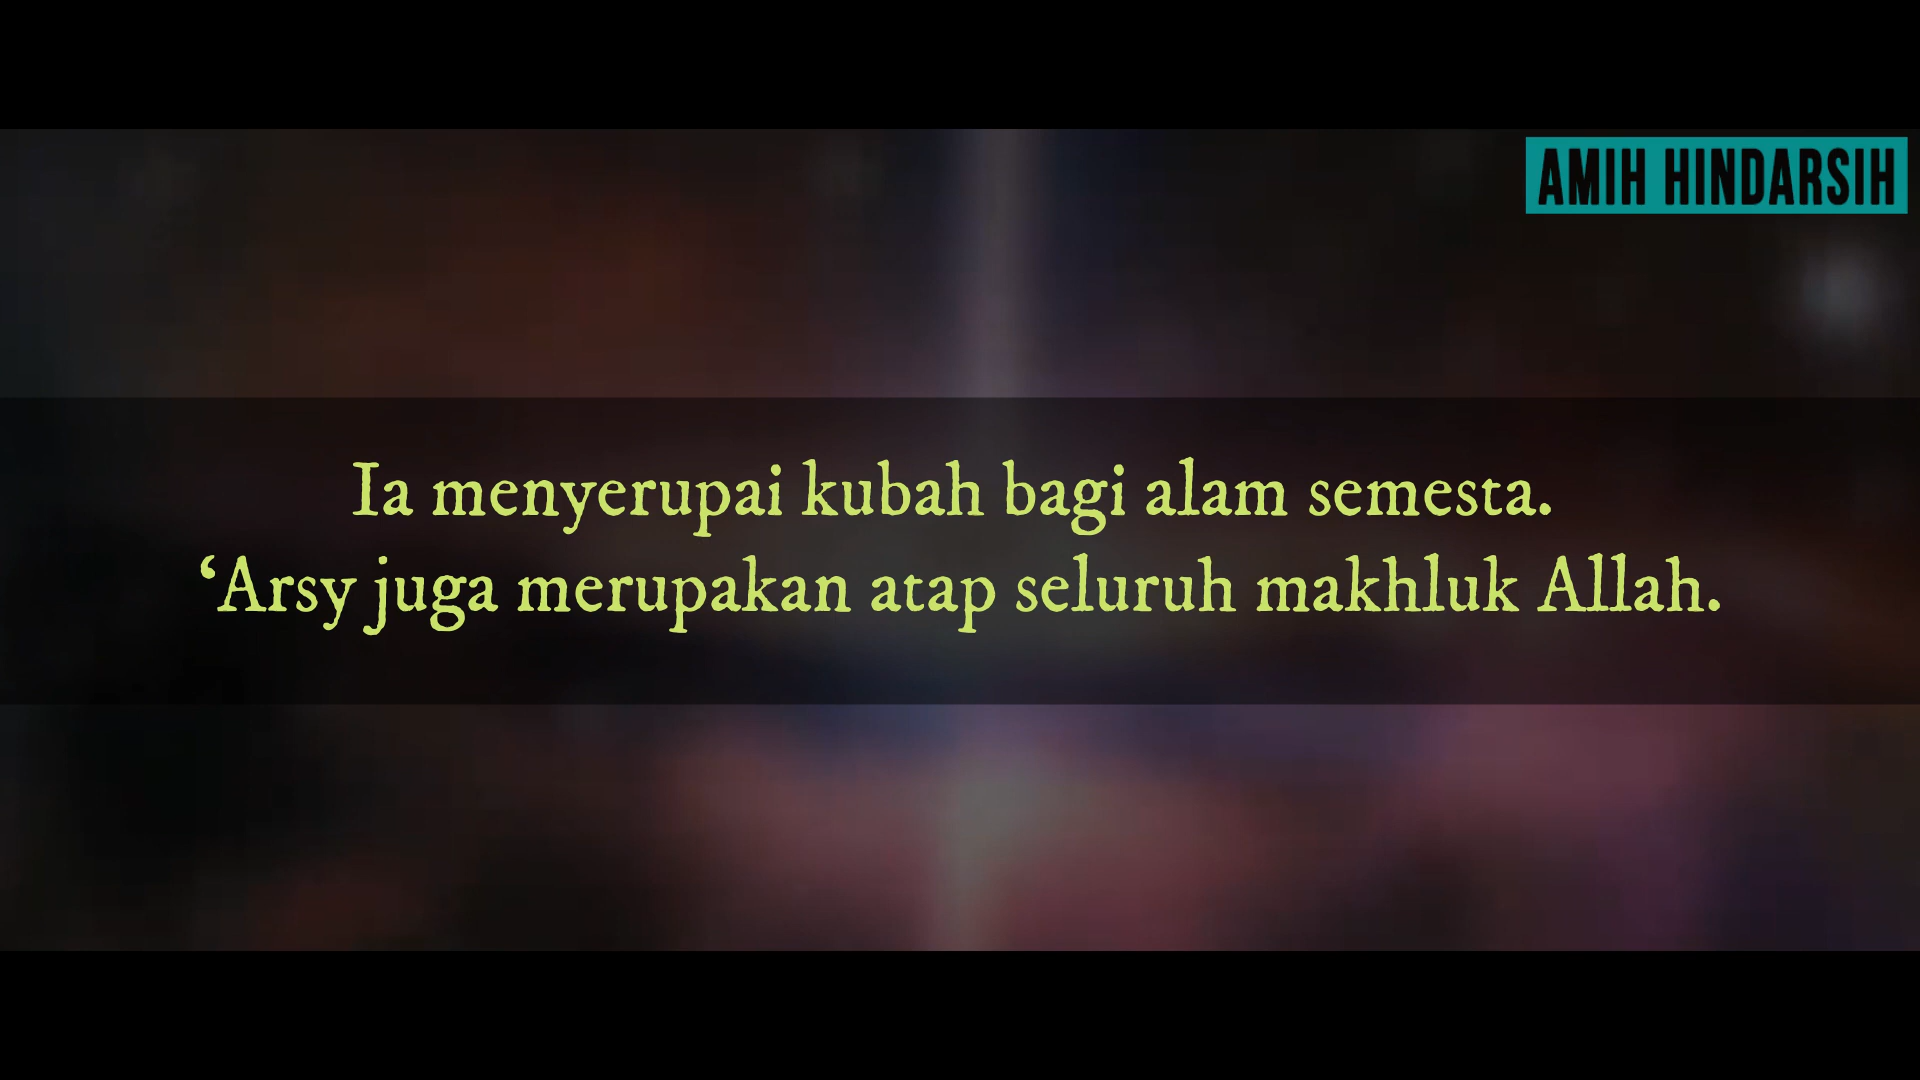 AMIH HINDARSIH
Ia menyerupai kubah bagi alam semesta.
‘Arsy juga merupakan atap seluruh makhluk Allah.